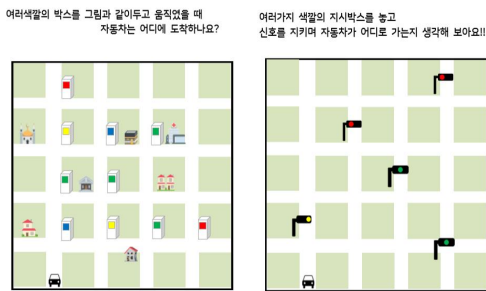 여러색깔의 박스를 그림과 같이두고 움직였을 때
자동차는 어디에 도착하나요?
여러가지 색깔의 지시박스를 놓고
신호를 지키며 자동차가 어디로 가는지 생각해 보아요!!